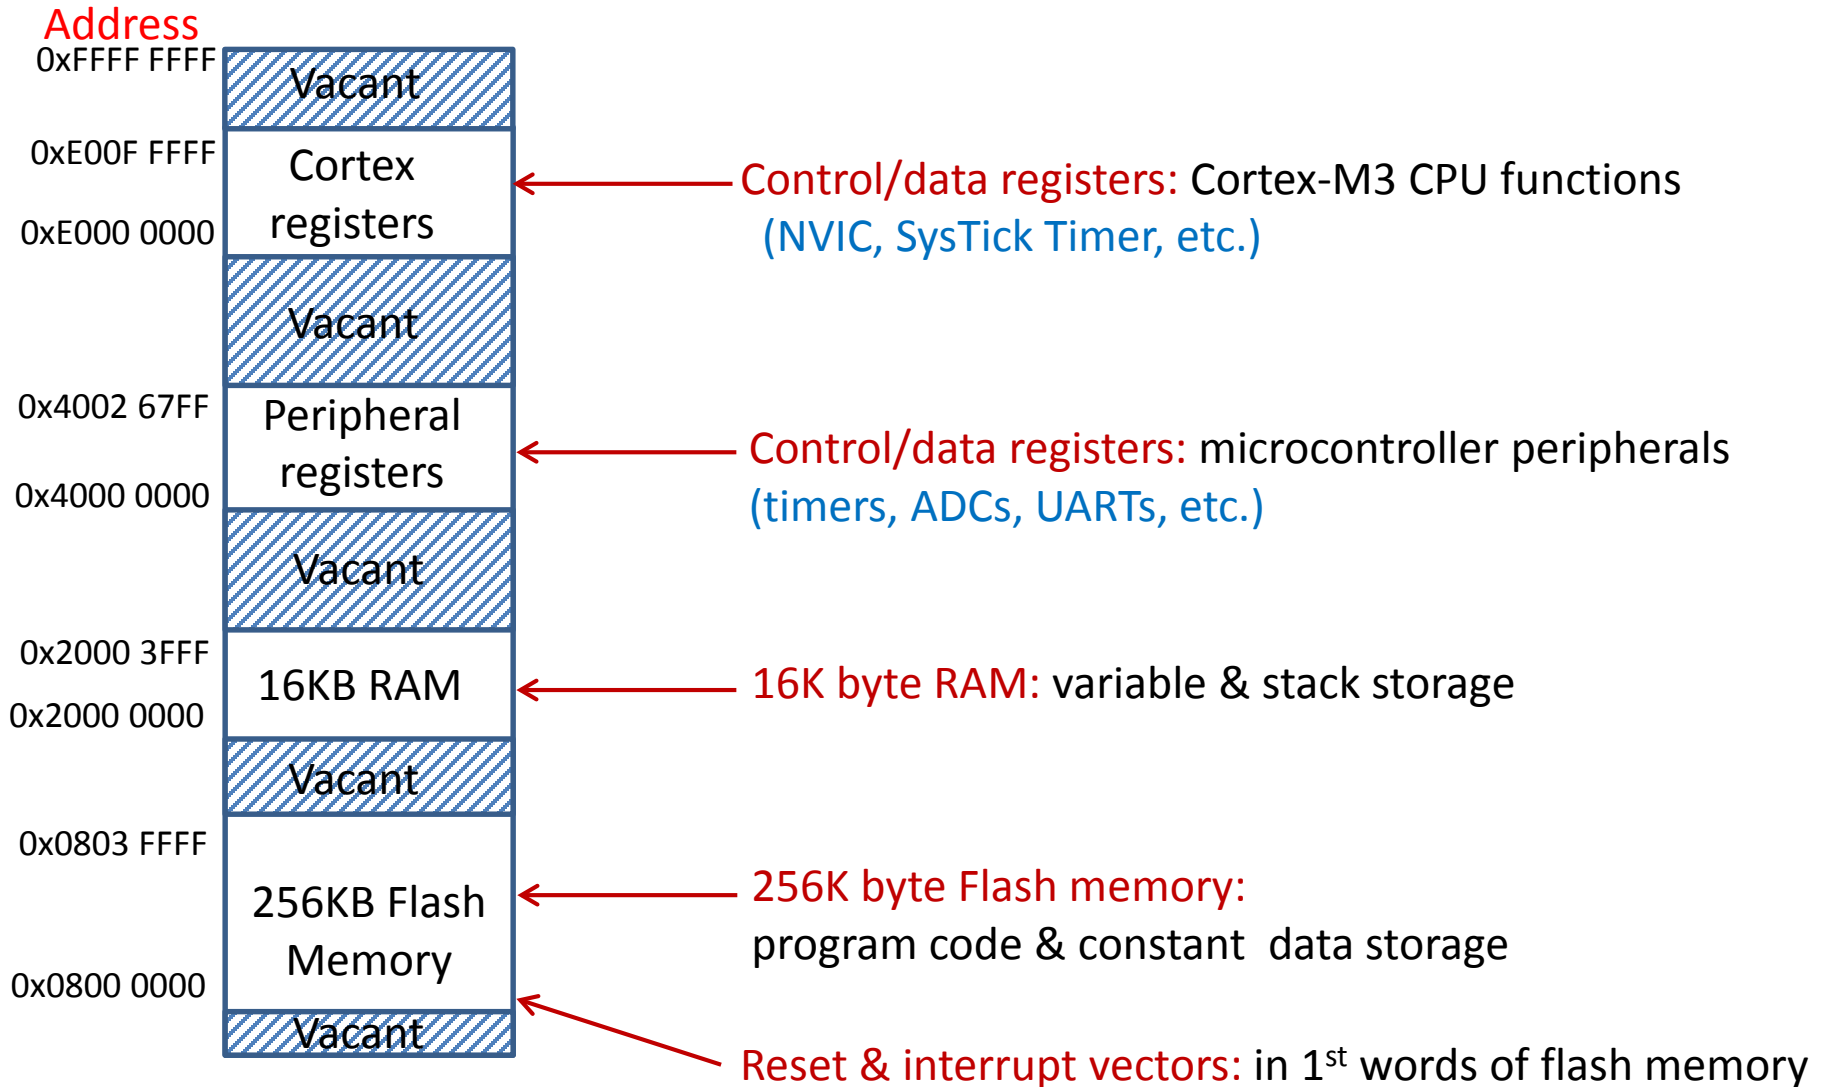 Address
0xFFFF FFFF
Vacant
0xE00F FFFF
Cortex
registers
0xE000 0000
Control/data registers: Cortex-M3 CPU functions
(NVIC, SysTick Timer, etc.)
Vacant
0x4002 67FF
Peripheral
registers
0x4000 0000
Control/data registers: microcontroller peripherals
(timers, ADCs, UARTs, etc.)
Vacant
0x2000 3FFF
16KB RAM
0x2000 0000
16K byte RAM: variable & stack storage
Vacant
0x0803 FFFF
256KB Flash
Memory
0x0800 0000
256K byte Flash memory:
program code & constant  data storage
Vacant
Reset & interrupt vectors: in 1st words of flash memory